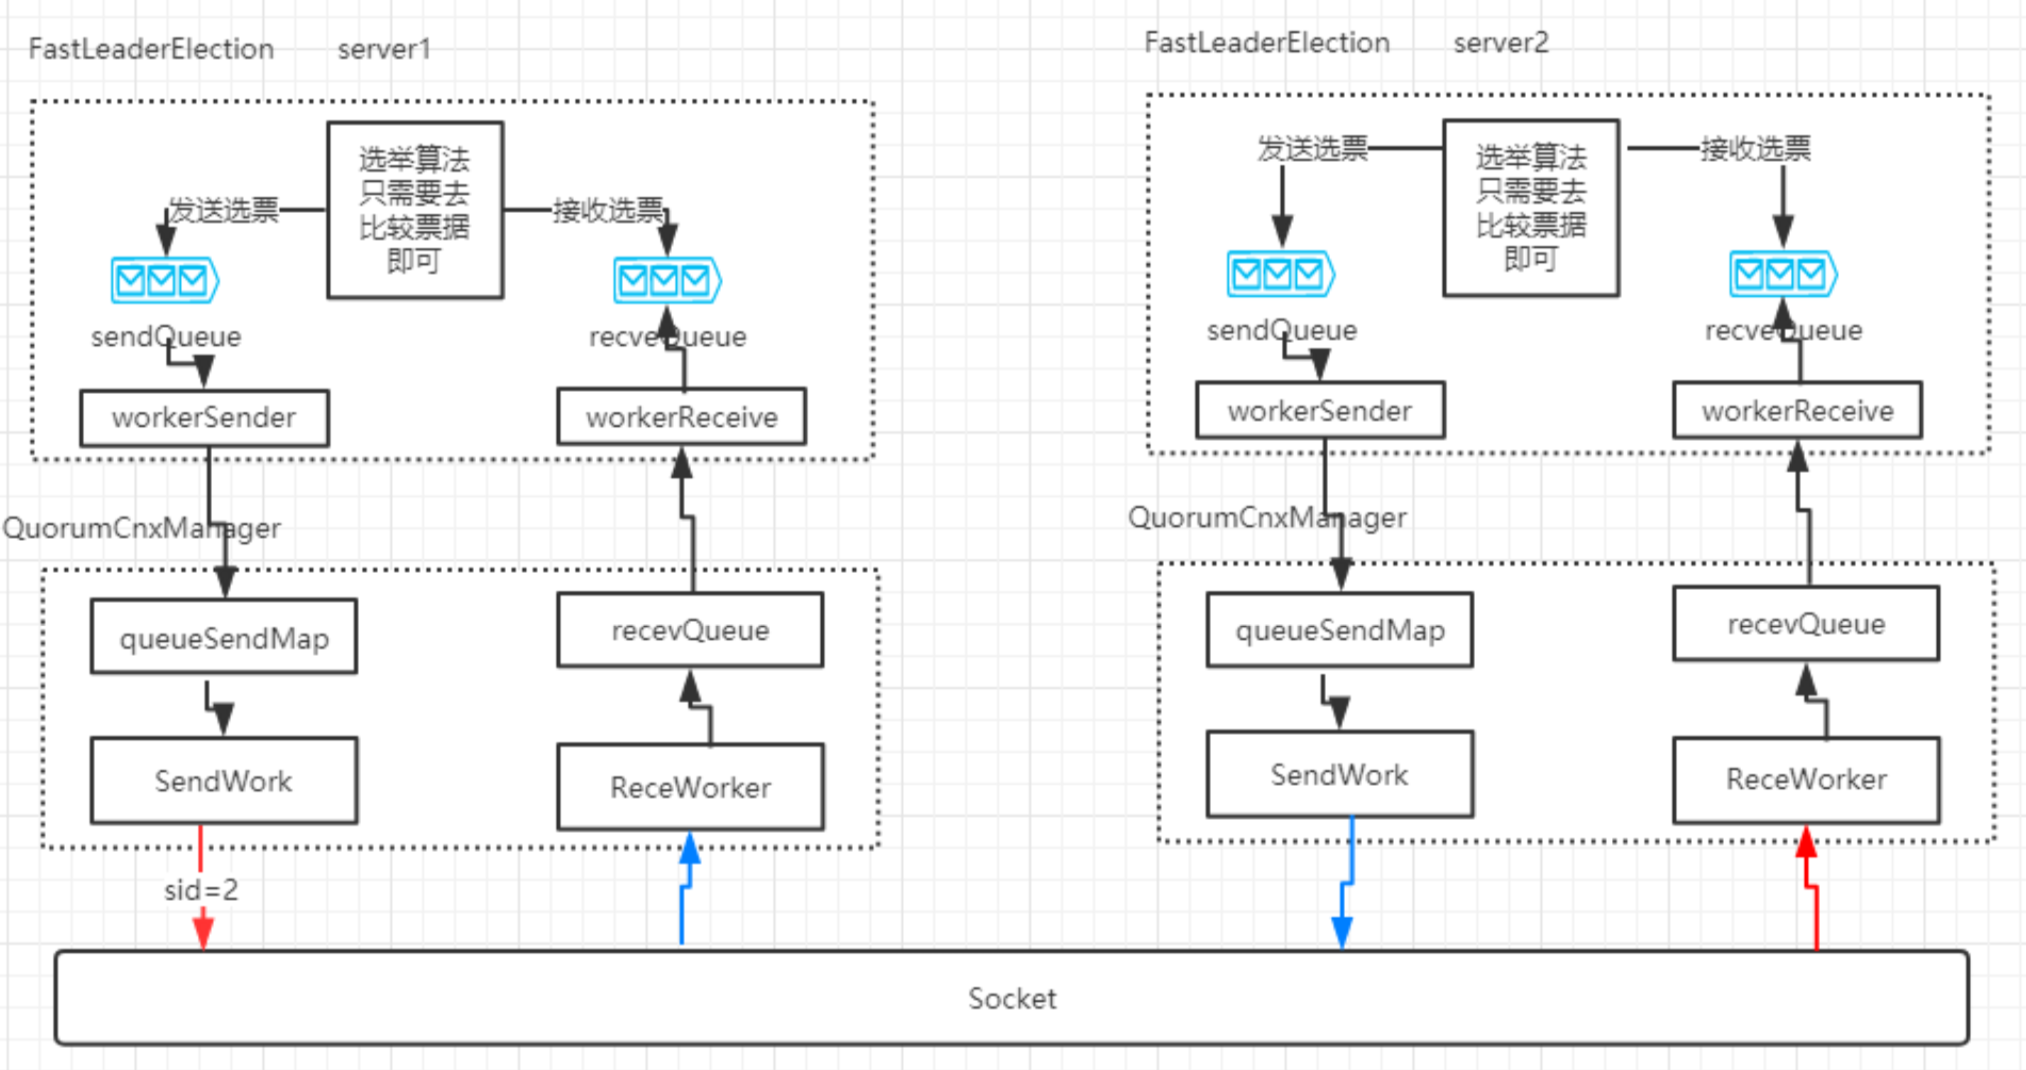 FastLeaderElection server1
选举算法
只需要去
比较票据
即可
发送选票
接收选票
sendQueue
recveQueue
workerSender
workerReceive
QuorumCnxManager
queueSendMap
recevQueue
SendWork
ReceWorker
sid=2
FastLeaderElection server2
发送选票
选举算法
只需要去
比较票据
即可
接收选票
sendQueue
recveQueue
workerSender
workerReceive
QuorumCnxManager
queueSendMap
recevQueue
SendWork
ReceWorker
Socket